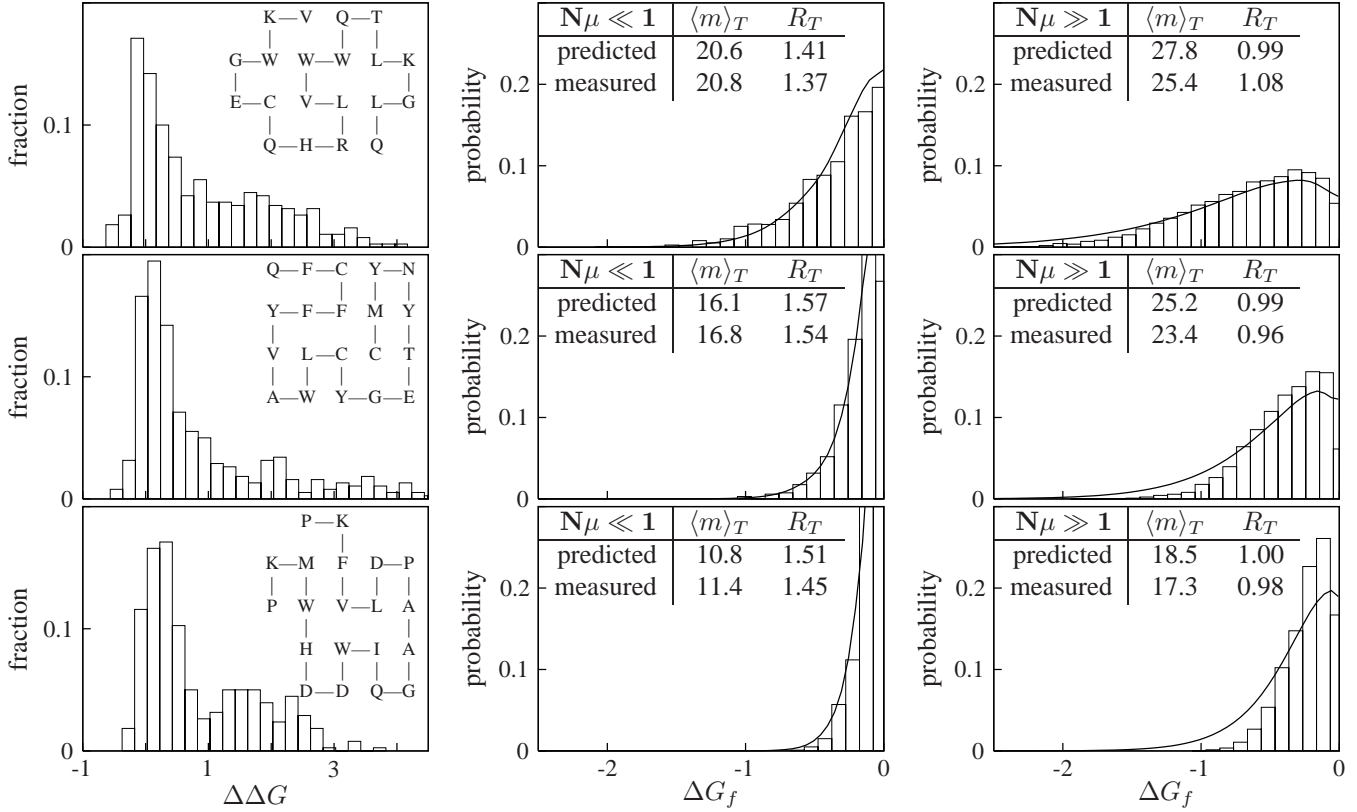 fraction
0.1
0
K—V Q—T
G—W W—W L—K
E C V L L—G
Q—H—R Q
probability
0.2
0.1
0
Nμ ≪ 1 ⟨m⟩T RT
predicted 20.6 1.41
measured 20.8 1.37
probability
0.2
0.1
0
Nμ ≫ 1 ⟨m⟩T RT
predicted 27.8 0.99
measured 25.4 1.08
fraction
0.1
0
Q—F—C Y—N
Y—F—F M Y
V L—C C T
A—W Y—G—E
probability
0.2
0.1
0
Nμ ≪ 1 ⟨m⟩T RT
predicted 16.1 1.57
measured 16.8 1.54
probability
0.2
0.1
0
Nμ ≫ 1 ⟨m⟩T RT
predicted 25.2 0.99
measured 23.4 0.96
fraction
0.1
0
P—K
K—M F D—P
P W V—L A
H W—I A
D—D Q—G
-1 1 3
ΔΔG
probability
0.2
0.1
0
Nμ ≪ 1 ⟨m⟩T RT
predicted 10.8 1.51
measured 11.4 1.45
-2 -1 0
ΔGf
probability
0.2
0.1
0
Nμ ≫ 1 ⟨m⟩T RT
predicted 18.5 1.00
measured 17.3 0.98
-2 -1 0
ΔGf